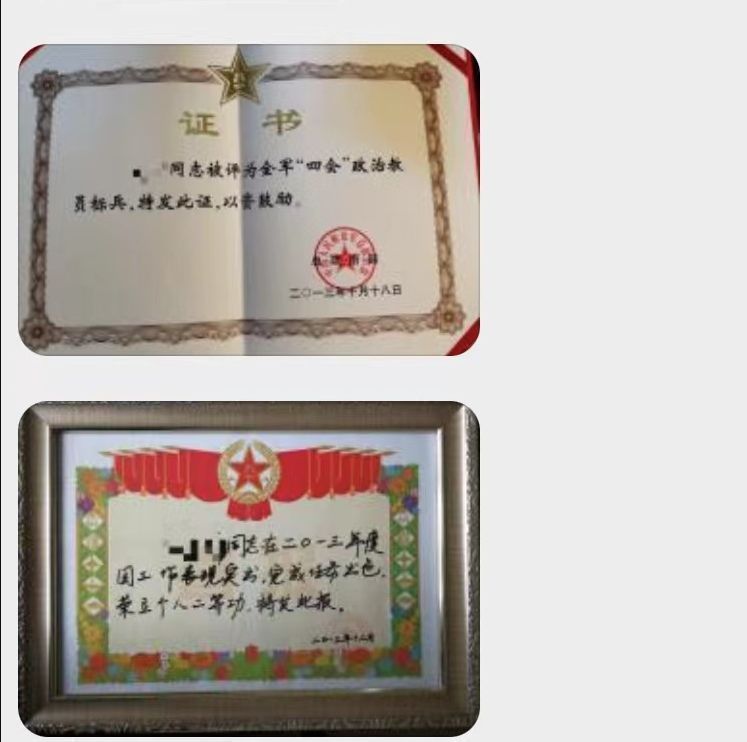 证书
同志被评为全军“四会”政治教
员标兵，特发此证，以资鼓励。
二〇一三年十月十八日
同志在二〇一三年度
因工作表现突出，完成任务出色，
荣立个人二等功，特发此报。